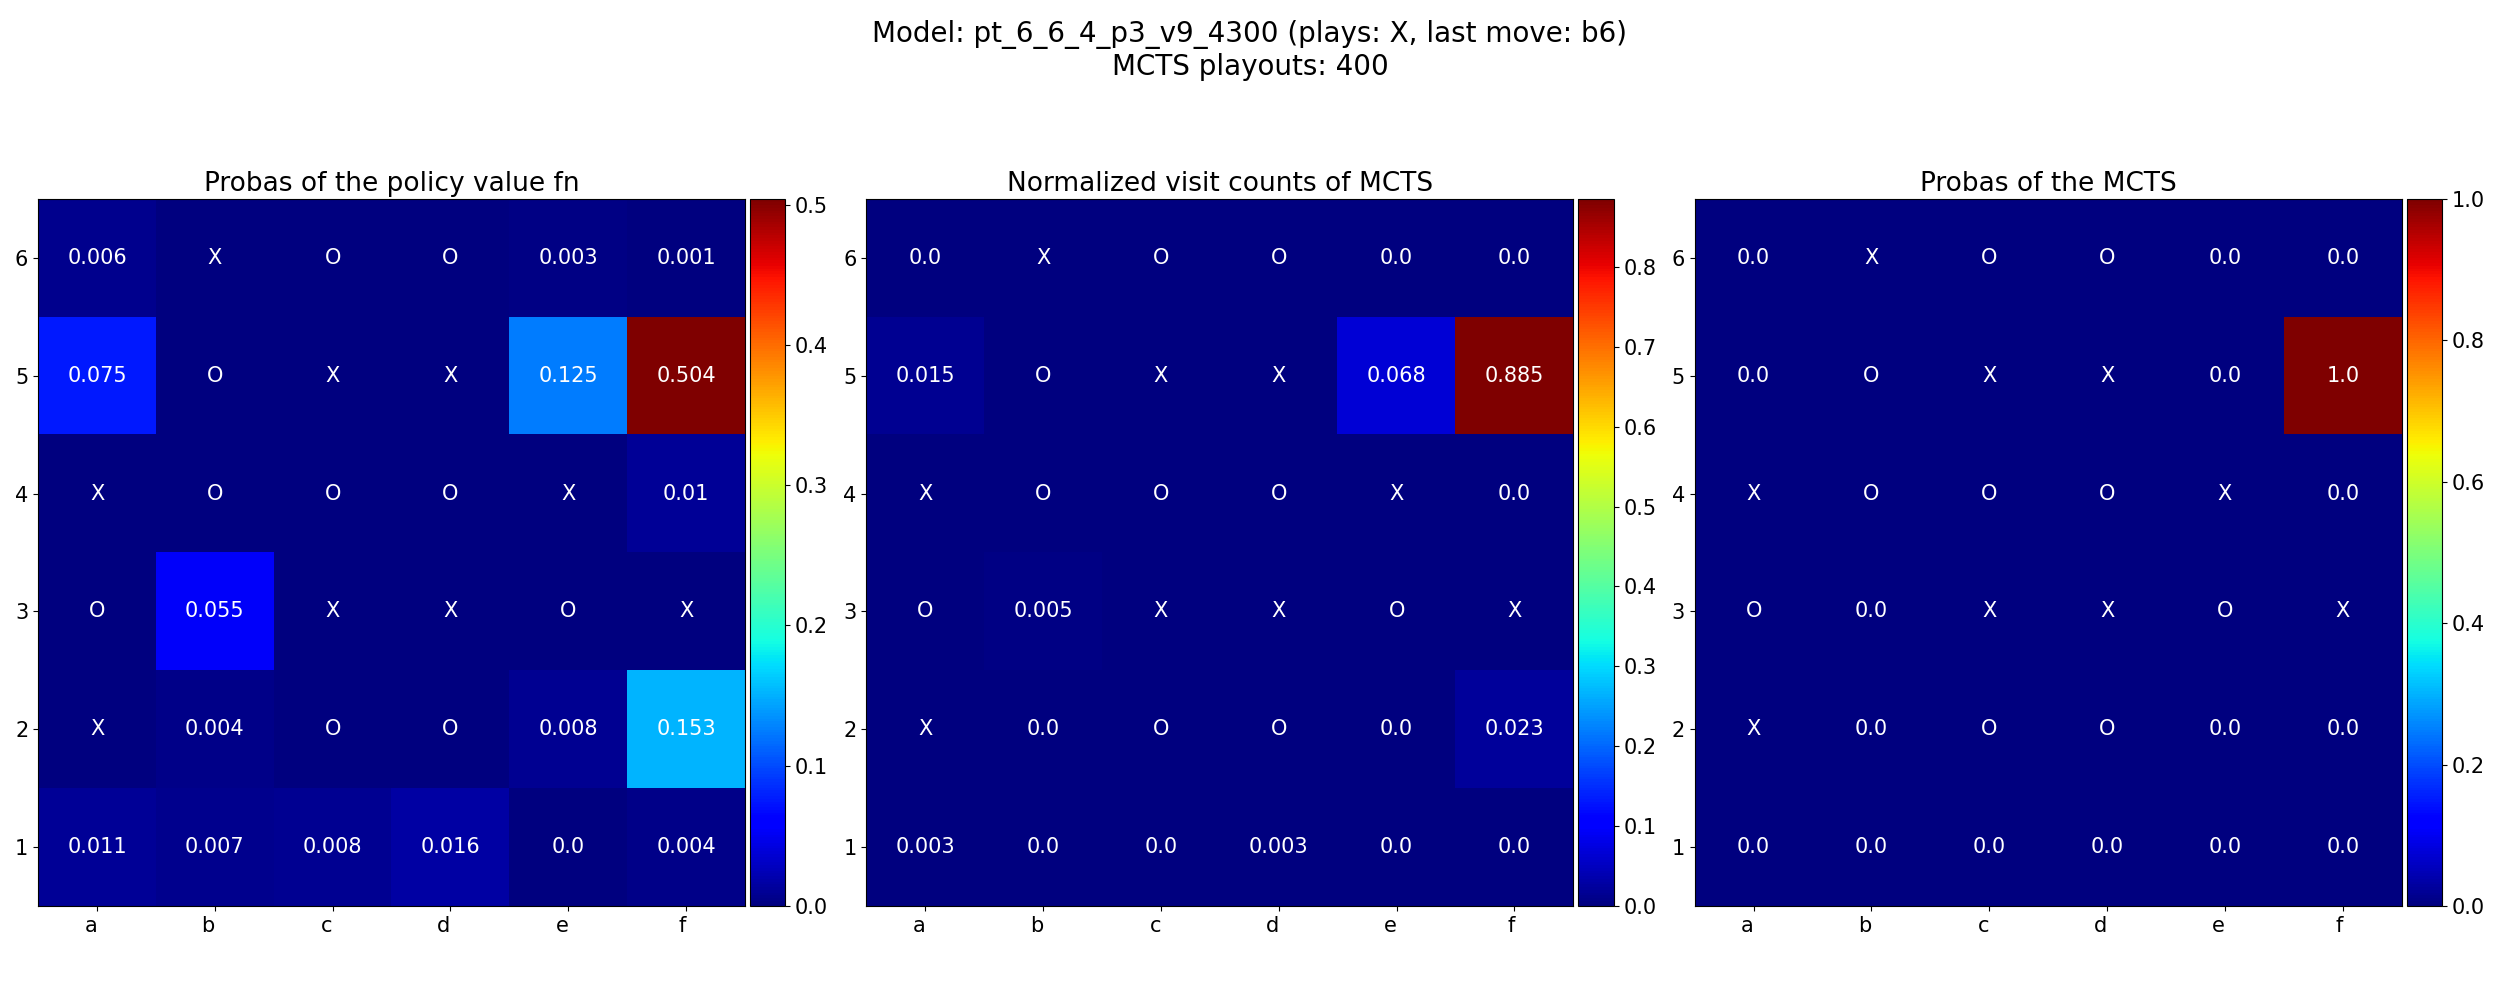 Model: pt_6_6_4_p3_v9_4300 (plays: X, last move: b6)
MCTS playouts: 400
Probas of the policy value fn
6 0.006 X O O 0.003 0.001
5 0.075 O X X 0.125 0.504
4 X O O O X 0.01
3 O 0.055 X X O X
2 X 0.004 O O 0.008 0.153
1 0.011 0.007 0.008 0.016 0.0 0.004
a b c d e f
0.5
0.4
0.3
0.2
0.1
0.0
Normalized visit counts of MCTS
6 0.0 X O O 0.0 0.0
5 0.015 O X X 0.068 0.885
4 X O O O X 0.0
3 O 0.005 X X O X
2 X 0.0 O O 0.0 0.023
1 0.003 0.0 0.0 0.003 0.0 0.0
a b c d e f
0.8
0.7
0.6
0.5
0.4
0.3
0.2
0.1
0.0
Probas of the MCTS
6 0.0 X O O 0.0 0.0
5 0.0 O X X 0.0 1.0
4 X O O O X 0.0
3 O 0.0 X X O X
2 X 0.0 O O 0.0 0.0
1 0.0 0.0 0.0 0.0 0.0 0.0
a b c d e f
1.0
0.8
0.6
0.4
0.2
0.0